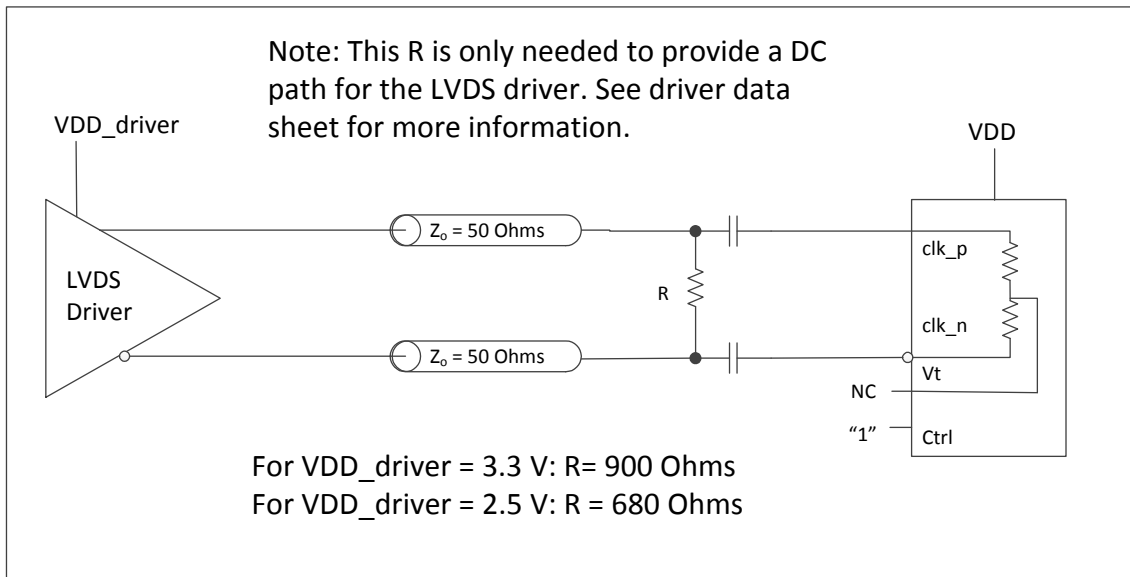 Note: This R is only needed to provide a DC
path for the LVDS driver. See driver data
sheet for more information.
VDD_driver
VDD
Zo = 50 Ohms
clk_p
LVDS
Driver
R
clk_n
Zo = 50 Ohms
Vt
NC
“1”
Ctrl
For VDD_driver = 3.3 V: R= 900 Ohms
For VDD_driver = 2.5 V: R = 680 Ohms